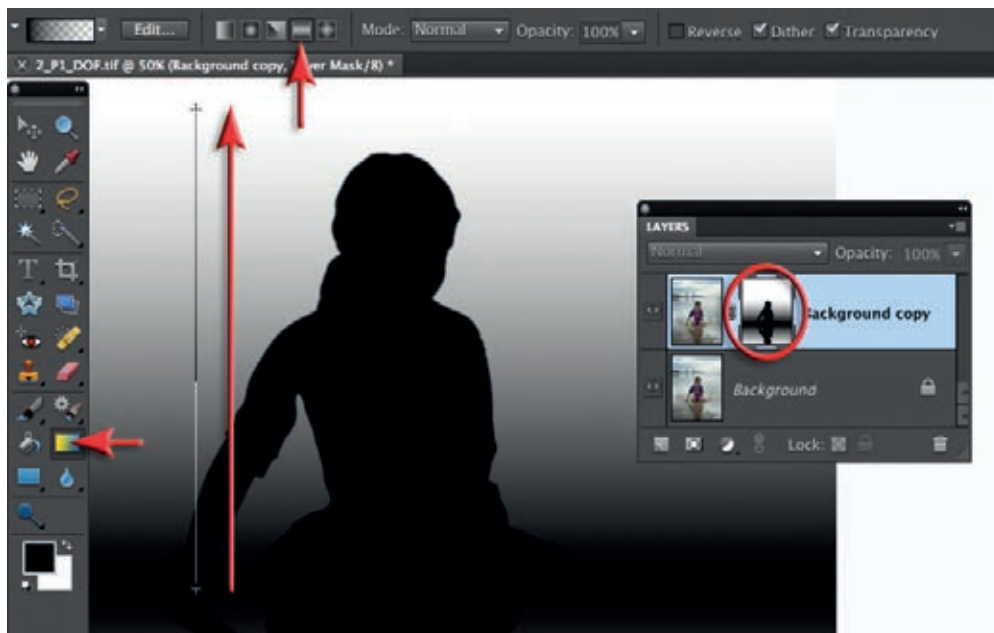 Edit... Mode: Normal Opacity: 100% Reverse Dither Transparency
2_P1_DOF.tif @ 50% (Background copy, Layer Mask/8) *
LAYERS
Normal Opacity: 100%
Background copy
Background
Lock: